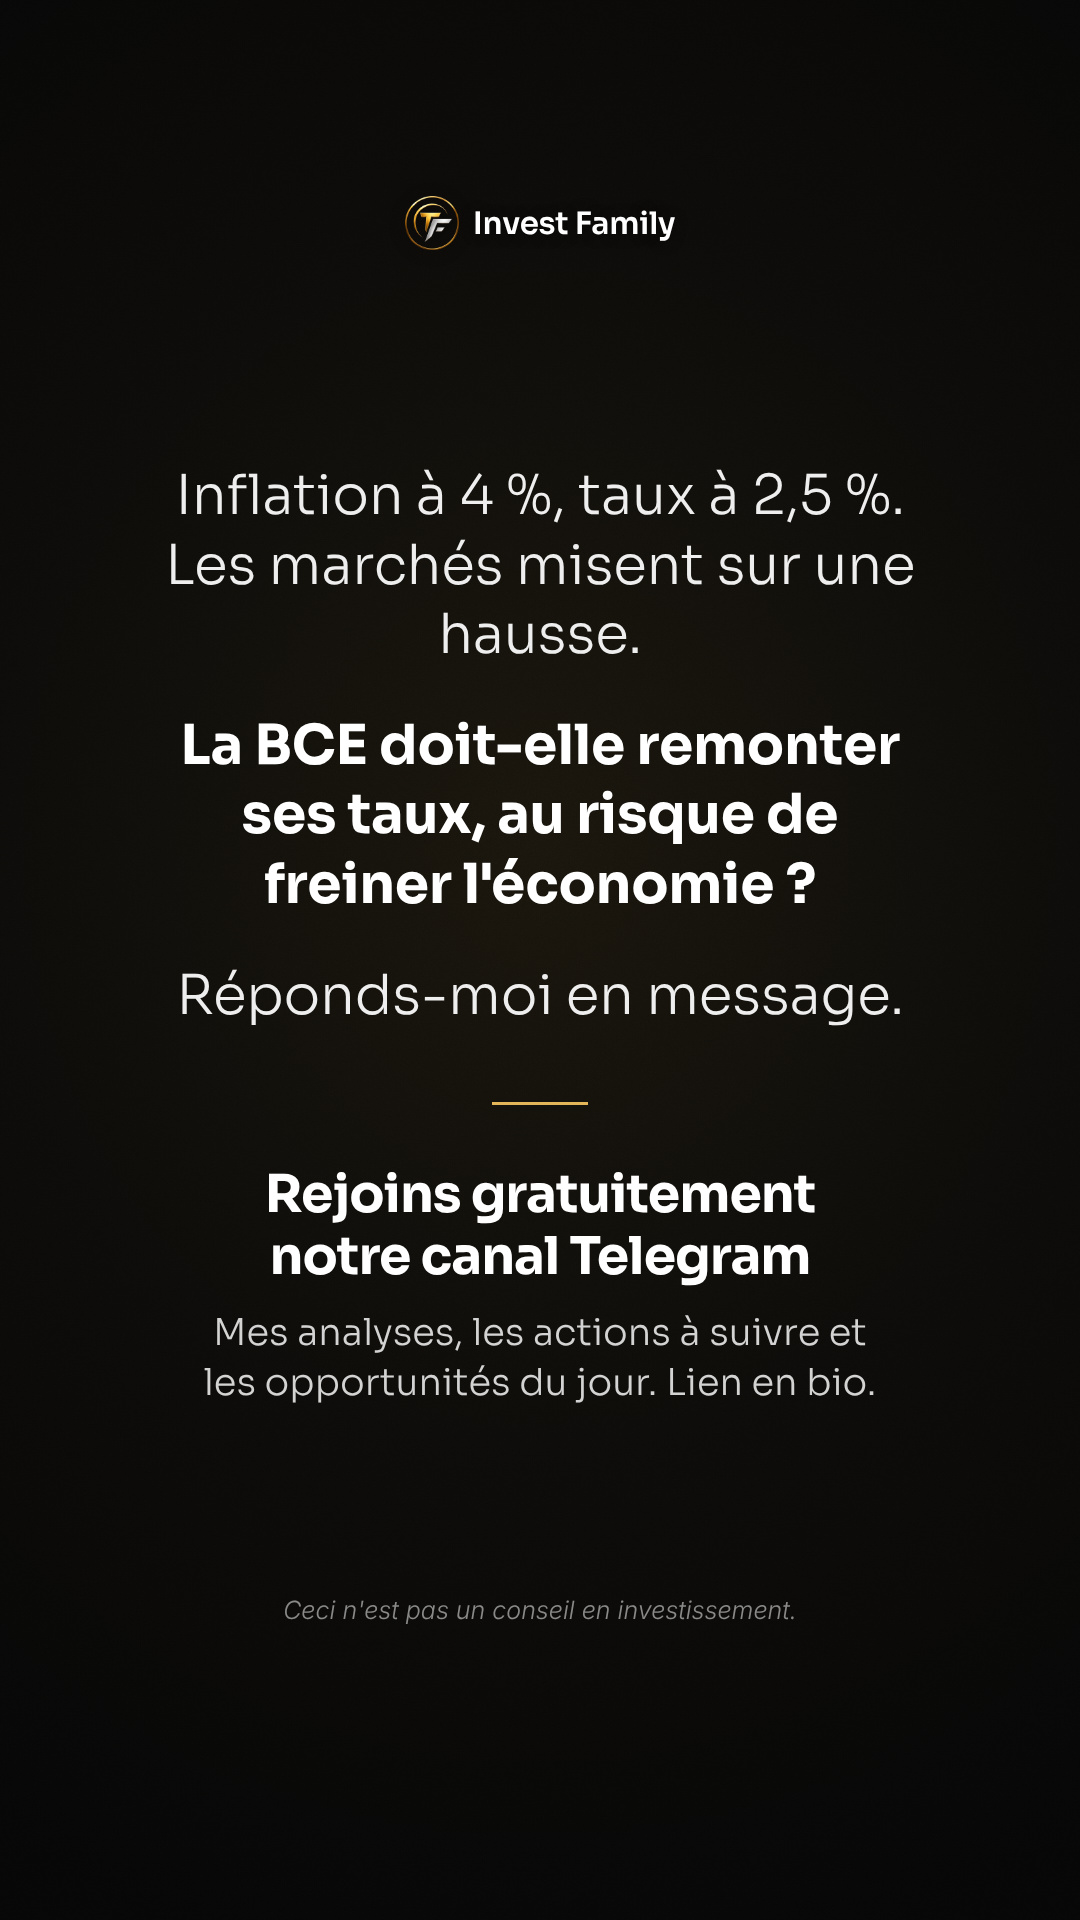 TF Invest Family
Inflation à 4 %, taux à 2,5 %.
Les marchés misent sur une
hausse.
La BCE doit-elle remonter
ses taux, au risque de
freiner l'économie ?
Réponds-moi en message.
Rejoins gratuitement
notre canal Telegram
Mes analyses, les actions à suivre et
les opportunités du jour. Lien en bio.
Ceci n'est pas un conseil en investissement.